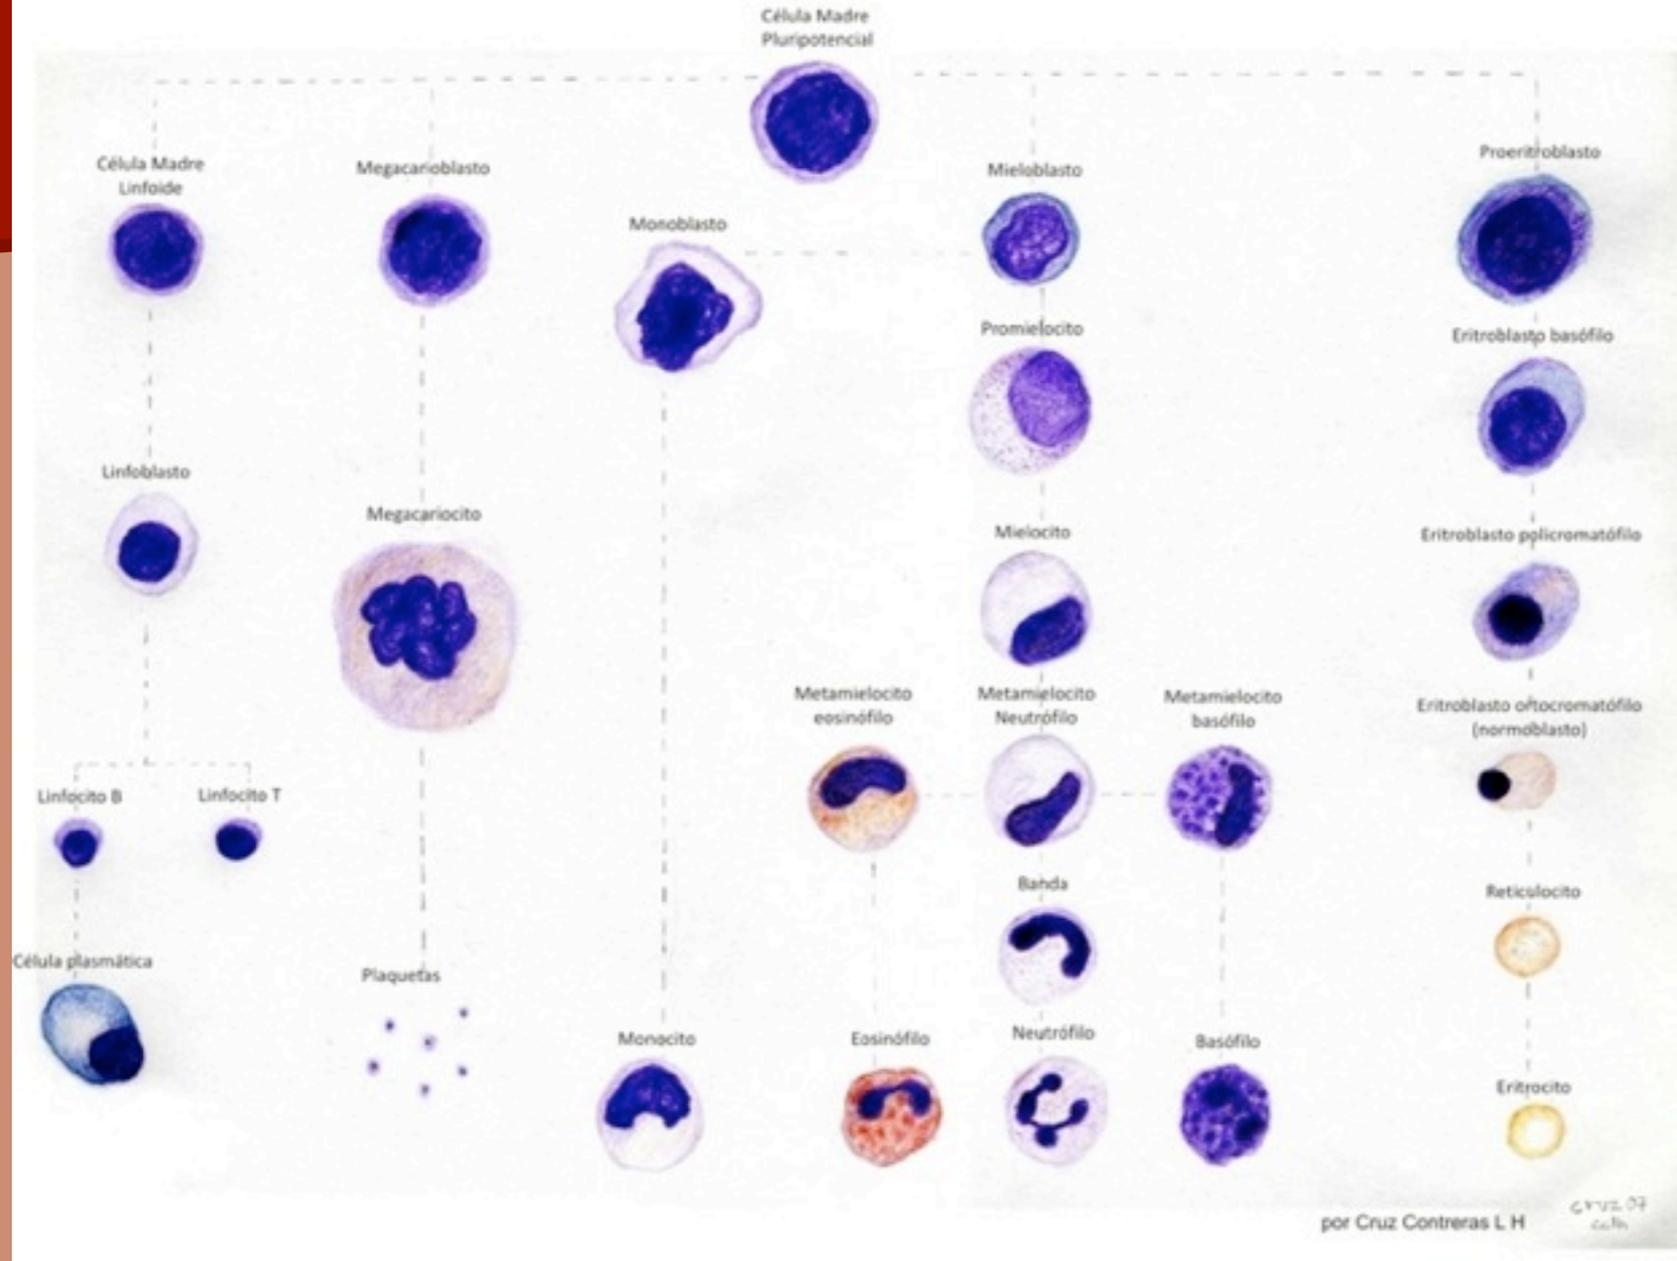 Célula Madre
Pluripotencial
Célula Madre
Linfoide
Megacarioblasto
Monoblasto
Mieloblasto
Proeritroblasto
Promielocito
Eritroblasto basófilo
Linfoblasto
Megacariocito
Mielocito
Eritroblasto policromatófilo
Metamielocito
eosinófilo
Metamielocito
Neutrófilo
Metamielocito
basófilo
Eritroblasto ortocromatófilo
(normoblasto)
Linfocito B
Linfocito T
Banda
Reticulocito
Célula plasmática
Plaquetas
Monocito
Eosinófilo
Neutrófilo
Basófilo
Eritrocito
por Cruz Contreras L H
cruz 07